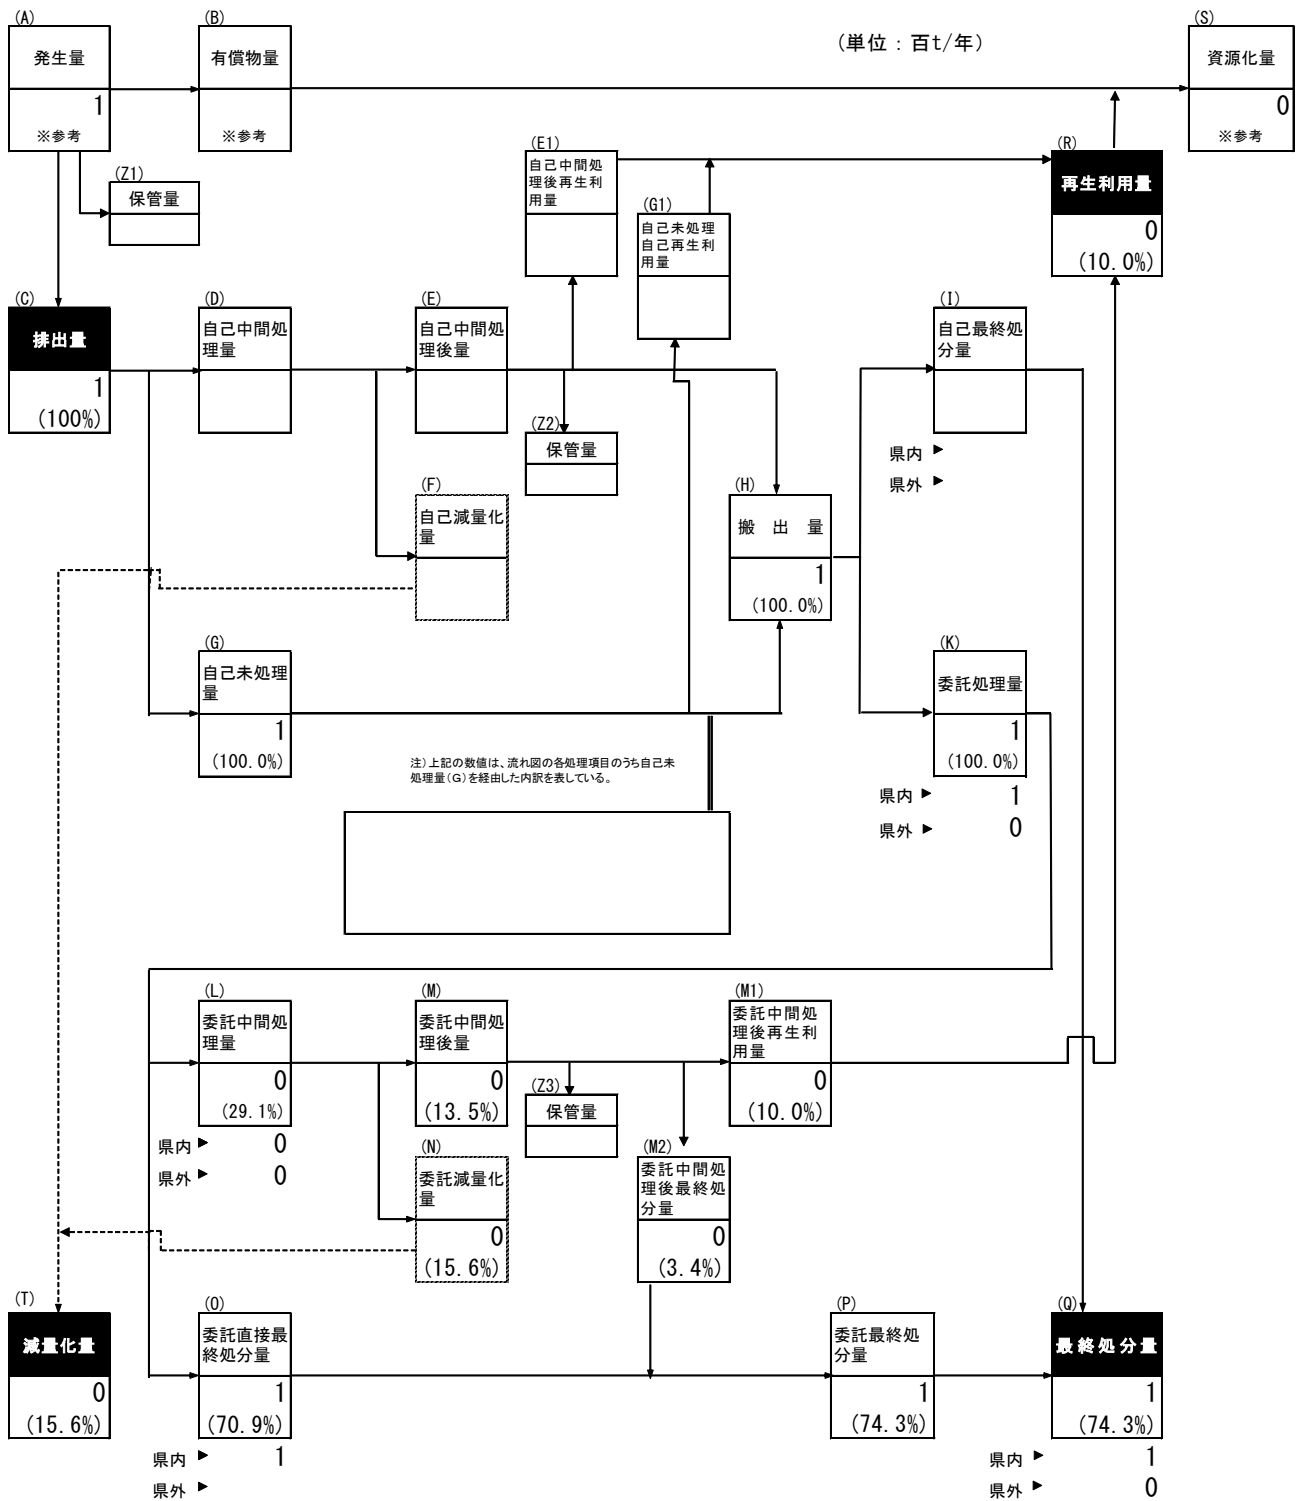 (A)
発生量
1
※参考
(B)
有償物量
※参考
(単位：百t/年)
(S)
資源化量
0
※参考
(Z1)
保管量
(E1)
自己中間処
理後再生利
用量
(G1)
自己未処理
自己再生利
用量
(R)
再生利用量
0
(10.0%)
(C)
排出量
1
(100%)
(D)
自己中間処
理量
(E)
自己中間処
理後量
(Z2)
保管量
(I)
自己最終処
分量
県内 ▶
県外 ▶
(F)
自己減量化
量
(H)
搬 出 量
1
(100.0%)
(G)
自己未処理
量
1
(100.0%)
(K)
委託処理量
1
(100.0%)
県内 ▶ 1
県外 ▶ 0
注)上記の数値は、流れ図の各処理項目のうち自己未
処理量(G)を経由した内訳を表している。
(L)
委託中間処
理量
0
(29.1%)
県内 ▶ 0
県外 ▶ 0
(M)
委託中間処
理後量
0
(13.5%)
(Z3)
保管量
(M1)
委託中間処
理後再生利
用量
0
(10.0%)
(N)
委託減量化
量
0
(15.6%)
(M2)
委託中間処
理後最終処
分量
0
(3.4%)
(T)
減量化量
0
(15.6%)
(O)
委託直接最
終処分量
1
(70.9%)
県内 ▶ 1
県外 ▶
(P)
委託最終処
分量
1
(74.3%)
(Q)
最終処分量
1
(74.3%)
県内 ▶ 1
県外 ▶ 0